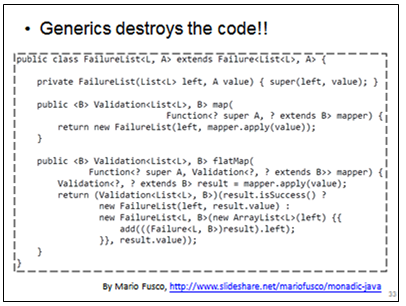 • Generics destroys the code!!
public class FailureList<L, A> extends Failure<List<L>, A> {
private FailureList(List<L> left, A value) { super(left, value); }
public <B> Validation<List<L>, B> map(
Function<? super A, ? extends B> mapper) {
return new FailureList(left, mapper.apply(value));
}
public <B> Validation<List<L>, B> flatMap(
Function<? super A, Validation<?, ? extends B>> mapper) {
Validation<?, ? extends B> result = mapper.apply(value);
return (Validation<List<L>, B>)(result.isSuccess() ?
new FailureList(left, result.value) :
new FailureList<L, B>(new ArrayList<L>(left) {{
add(((Failure<L, B>)result).left);
}}, result.value));
}
}
By Mario Fusco, http://www.slideshare.net/mariofusco/monadic-java
33